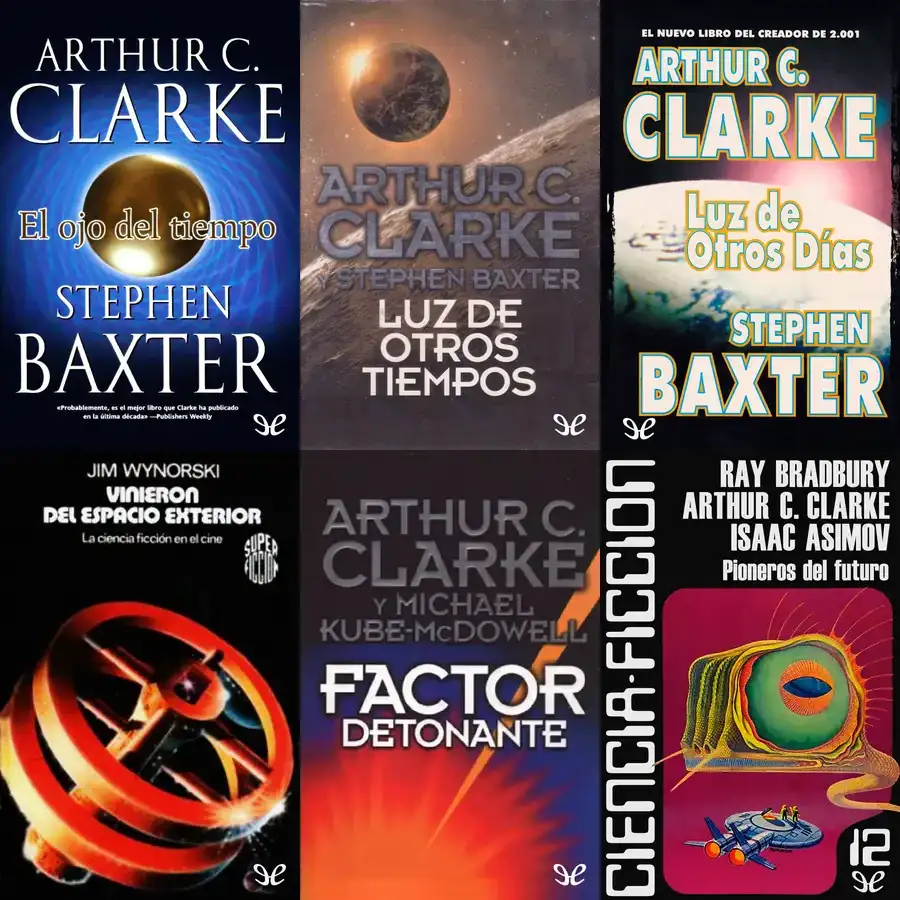 ARTHUR C.
CLARKE
El ojo del tiempo
STEPHEN
BAXTER
«Probablemente, es el mejor libro que Clarke ha publicado
en la última década» —Publishers Weekly
ARTHUR C.
CLARKE
Y STEPHEN BAXTER
LUZ DE
OTROS
TIEMPOS
EL NUEVO LIBRO DEL CREADOR DE 2.001
ARTHUR C.
CLARKE
Luz de
Otros Días
STEPHEN
BAXTER
JIM WYNORSKI
VINIERON
DEL ESPACIO EXTERIOR
La ciencia ficción en el cine
SUPER
FICCION
ARTHUR C.
CLARKE
Y MICHAEL
KUBE-McDOWELL
FACTOR
DETONANTE
CIENCIA-FICCION
RAY BRADBURY
ARTHUR C. CLARKE
ISAAC ASIMOV
Pioneros del futuro
12